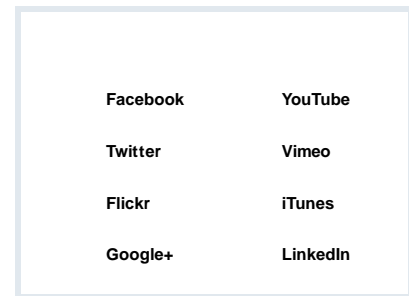 Facebook YouTube
Twitter Vimeo
Flickr iTunes
Google+ LinkedIn